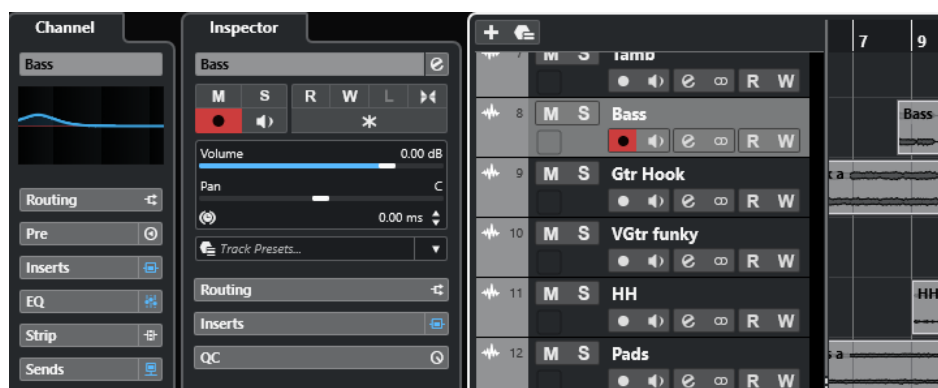 Channel
Bass
Routing
Pre
Inserts
EQ
Strip
Sends
Inspector
Bass
M S R W L
Volume 0.00 dB
Pan C
0.00 ms
Track Presets...
Routing
Inserts
QC
7 9
7 M S Tamb
R W
8 M S Bass
R W
Bass
9 M S Gtr Hook
R W
10 M S VGtr funky
R W
11 M S HH
R W
HH
12 M S Pads
R W